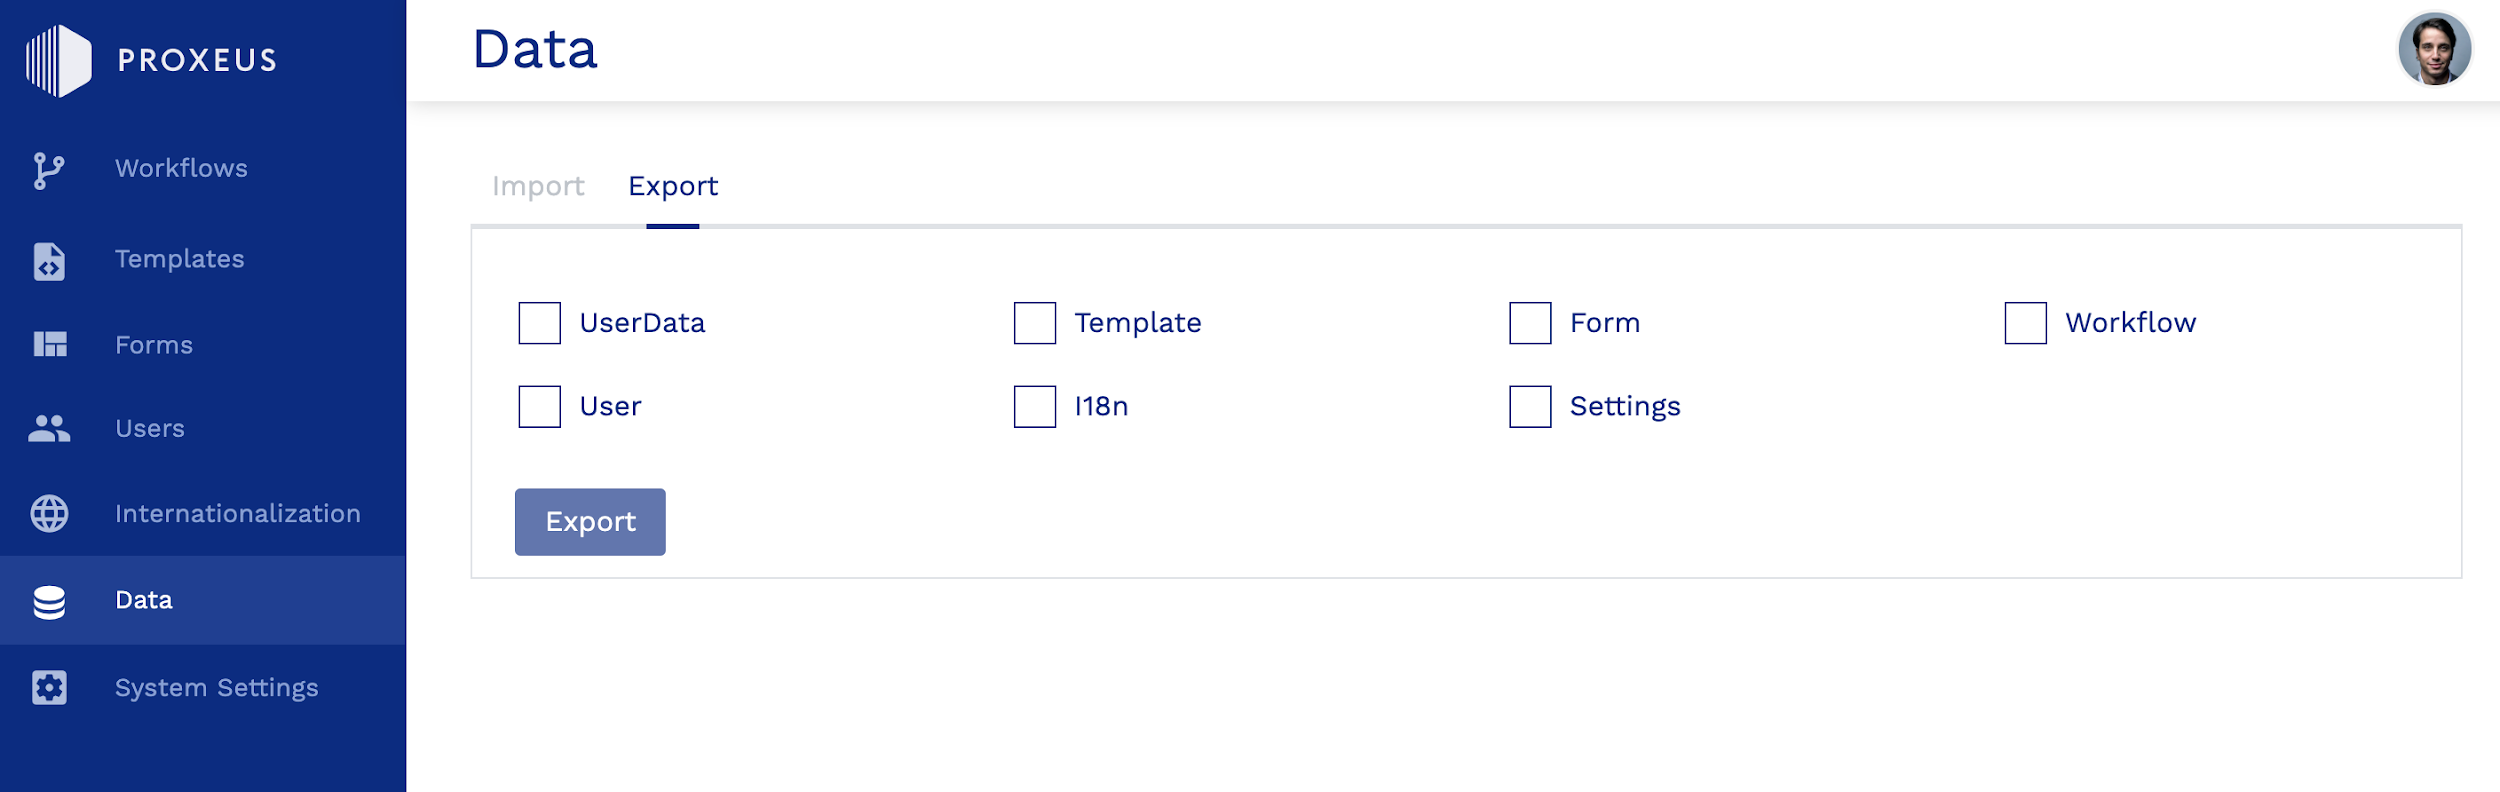 PROXEUS
Workflows
Templates
Forms
Users
Internationalization
Data
System Settings
Data
Import Export
UserData Template Form Workflow
User I18n Settings
Export